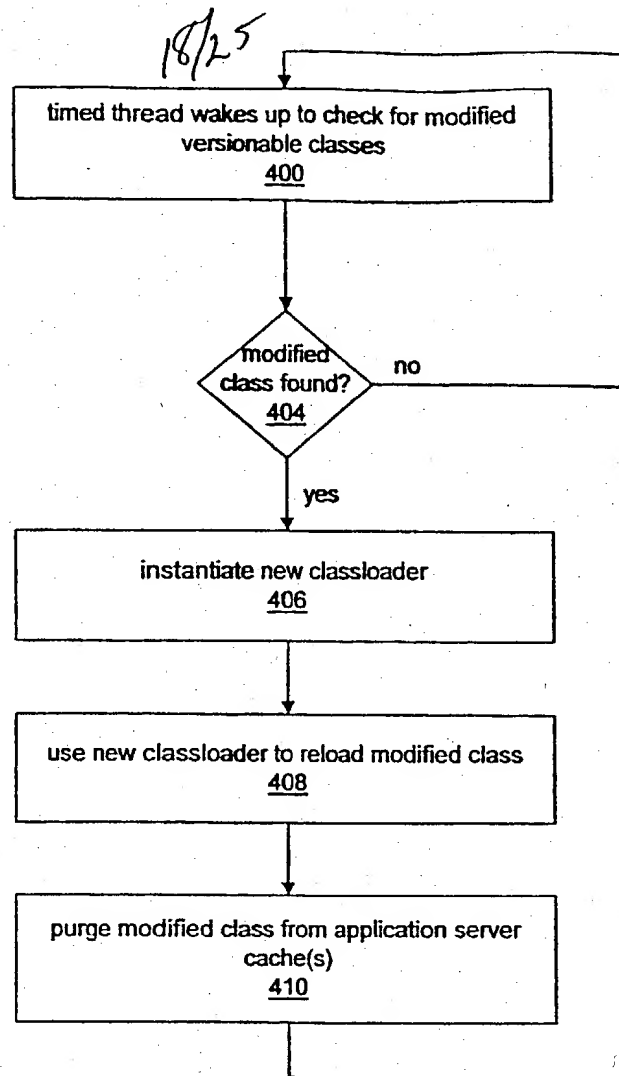 18/25
timed thread wakes up to check for modified
versionable classes
400
modified
class found?
404
no
yes
instantiate new classloader
406
use new classloader to reload modified class
408
purge modified class from application server
cache(s)
410